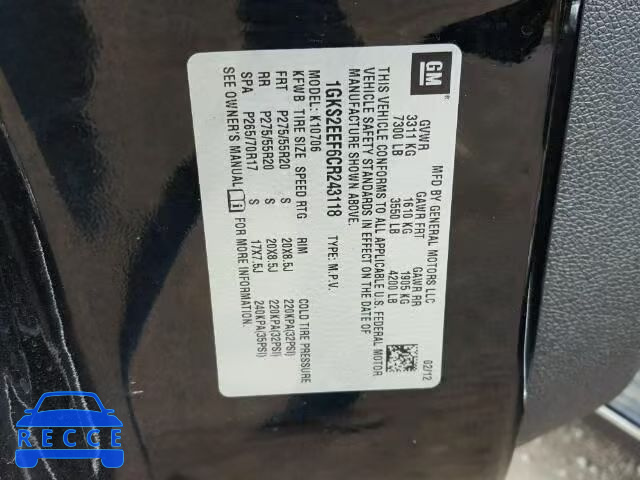 GM
MFD BY GENERAL MOTORS LLC
02/12
GVWR GAWR FRT GAWR RR
3311 KG 1610 KG 1905 KG
7300 LB 3550 LB 4200 LB
THIS VEHICLE CONFORMS TO ALL APPLICABLE U.S. FEDERAL MOTOR
VEHICLE SAFETY STANDARDS IN EFFECT ON THE DATE OF
MANUFACTURE SHOWN ABOVE.
1GKS2EEF6CR243118 TYPE: M.P.V.
MODEL: K10706
KFWB TIRE SIZE SPEED RTG RIM COLD TIRE PRESSURE
FRT P275/55R20 S 20X8.5J 220KPA(32PSI)
RR P275/55R20 S 20X8.5J 220KPA(32PSI)
SPA P265/70R17 S 17X7.5J 240KPA(35PSI)
SEE OWNER'S MANUAL FOR MORE INFORMATION.
RECGE